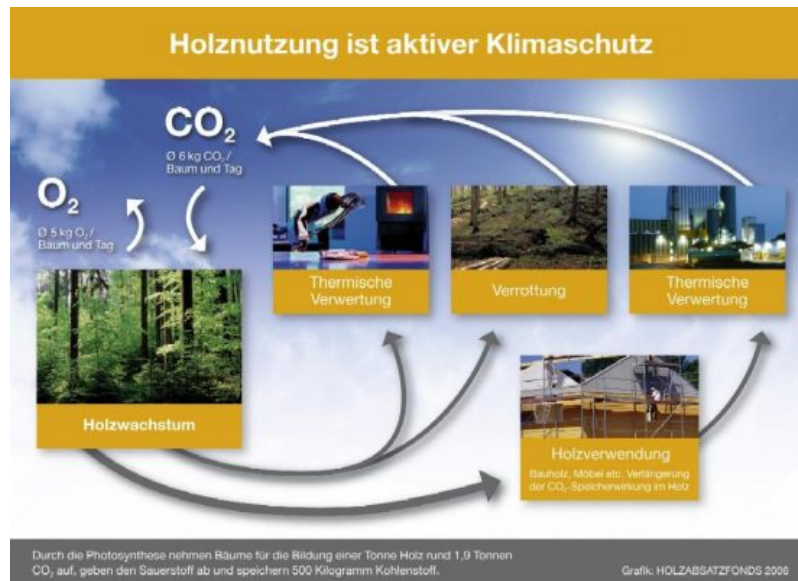 Holznutzung ist aktiver Klimaschutz
CO₂
Ø 6 kg CO₂/
Baum und Tag
O₂
Ø 5 kg O₂/
Baum und Tag
Thermische
Verwertung
Verrottung
Thermische
Verwertung
Holzwachstum
Holzverwendung
Bauholz, Möbel etc. Verlängerung
der CO₂-Speicherwirkung im Holz
Durch die Photosynthese nehmen Bäume für die Bildung einer Tonne Holz rund 1,9 Tonnen
CO₂ auf, geben den Sauerstoff ab und speichern 500 Kilogramm Kohlenstoff.
Grafik: HOLZABSATZFONDS 2006